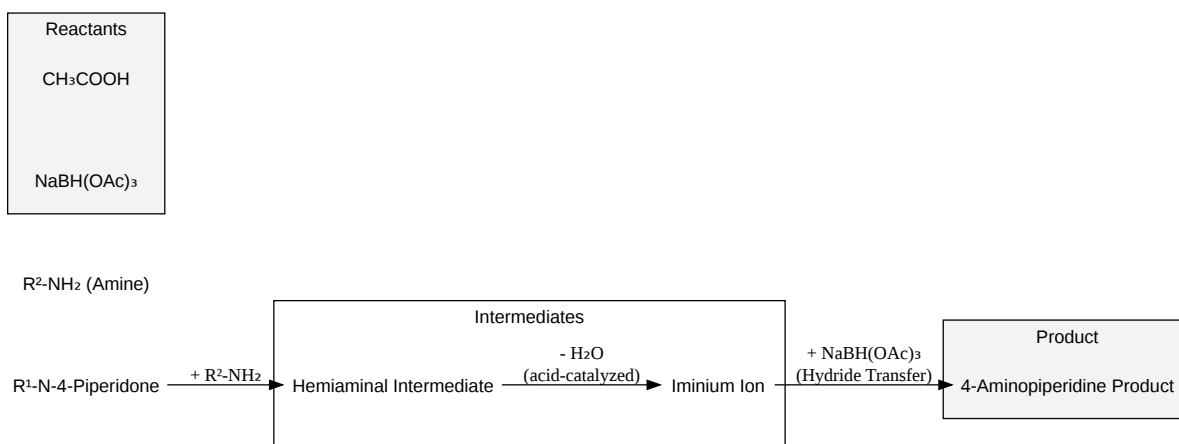 Reactants
CH₃COOH
NaBH(OAc)₃
R²-NH₂ (Amine)
R¹-N-4-Piperidone
+ R²-NH₂
Intermediates
Hemiaminal Intermediate
- H₂O
(acid-catalyzed)
Iminium Ion
+ NaBH(OAc)₃
(Hydride Transfer)
Product
4-Aminopiperidine Product